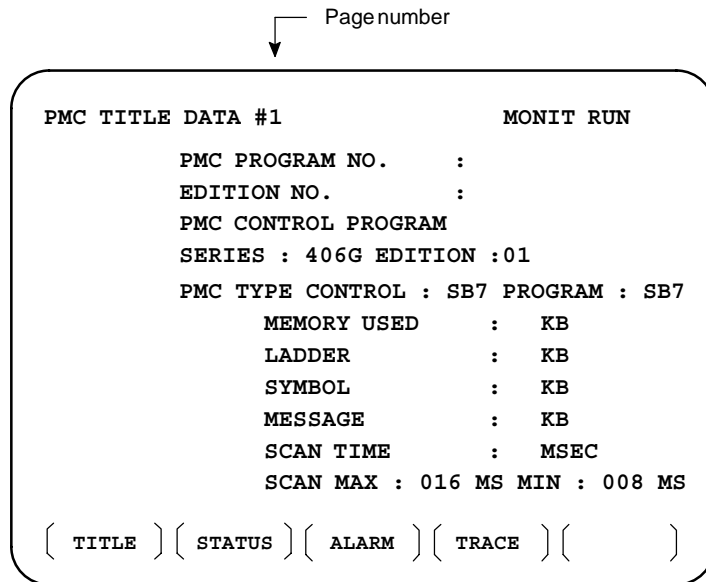 Page number
PMC TITLE DATA #1 MONIT RUN
PMC PROGRAM NO. :
EDITION NO. :
PMC CONTROL PROGRAM
SERIES : 406G EDITION :01
PMC TYPE CONTROL : SB7 PROGRAM : SB7
MEMORY USED : KB
LADDER : KB
SYMBOL : KB
MESSAGE : KB
SCAN TIME : MSEC
SCAN MAX : 016 MS MIN : 008 MS
TITLE STATUS ALARM TRACE